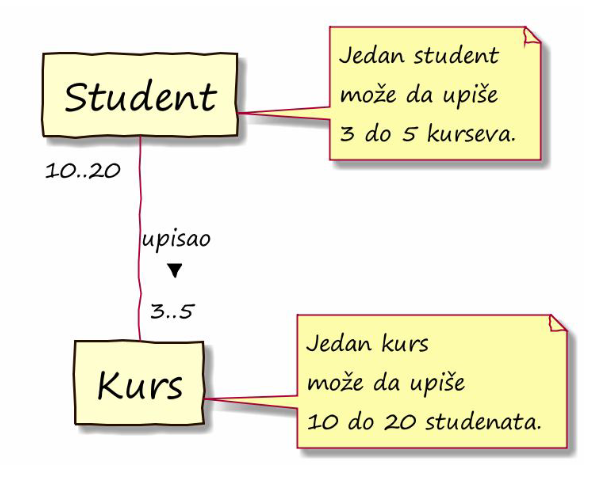 Student
Jedan student
može da upiše
3 do 5 kurseva.
10..20
upisao
3..5
Kurs
Jedan kurs
može da upiše
10 do 20 studenata.